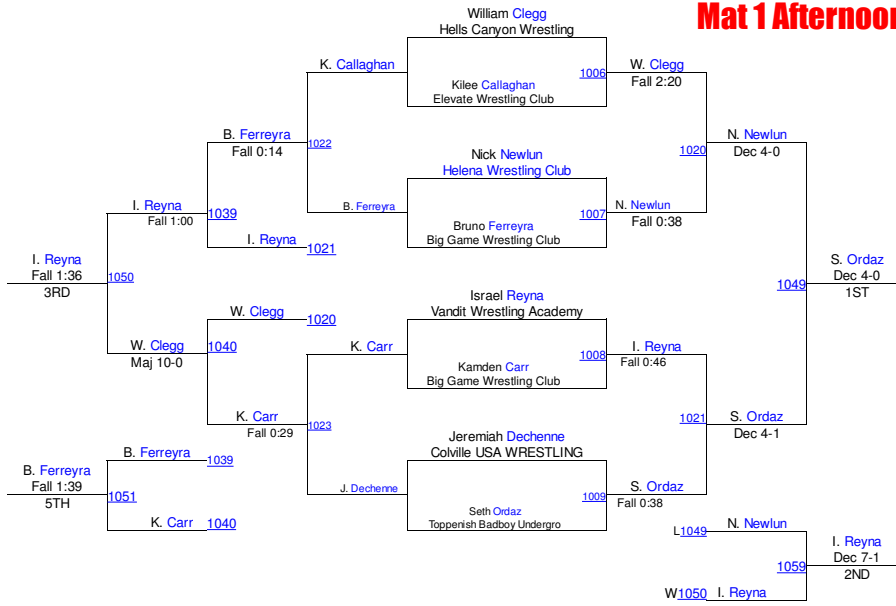 Mat 1 Afternoon
William Clegg
Hells Canyon Wrestling
K. Callaghan
1006
W. Clegg
Fall 2:20
Kilee Callaghan
Elevate Wrestling Club
B. Ferreyra
Fall 0:14
1022
1020
N. Newlun
Dec 4-0
Nick Newlun
Helena Wrestling Club
B. Ferreyra
1007
N. Newlun
Fall 0:38
I. Reyna
Fall 1:00
1039
Bruno Ferreyra
Big Game Wrestling Club
I. Reyna
1021
I. Reyna
Fall 1:36
3RD
1050
1049
S. Ordaz
Dec 4-0
1ST
Israel Reyna
Vandit Wrestling Academy
W. Clegg
1020
W. Clegg
Maj 10-0
1040
K. Carr
1008
I. Reyna
Fall 0:46
Kamden Carr
Big Game Wrestling Club
K. Carr
Fall 0:29
1023
1021
S. Ordaz
Dec 4-1
Jeremiah Dechenne
Colville USA WRESTLING
B. Ferreyra
1039
B. Ferreyra
Fall 1:39
5TH
1051
J. Dechenne
1009
S. Ordaz
Fall 0:38
Seth Ordaz
Toppenish Badboy Undergro
K. Carr
1040
L1049
N. Newlun
1059
I. Reyna
Dec 7-1
2ND
W1050
I. Reyna